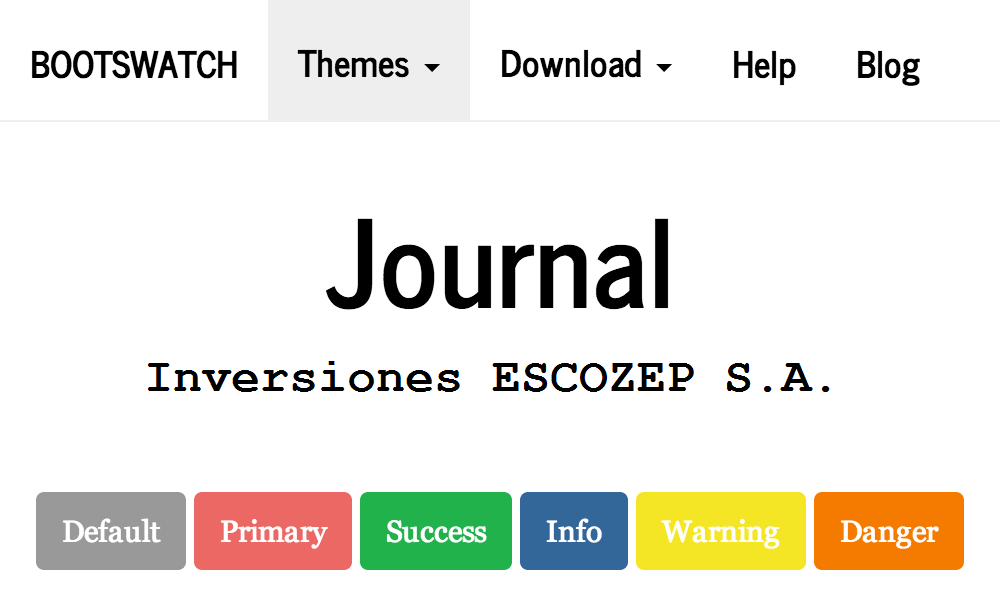 BOOTSWATCH Themes Download Help Blog
Journal
Inversiones ESCOZEP S.A.
Default Primary Success Info Warning Danger